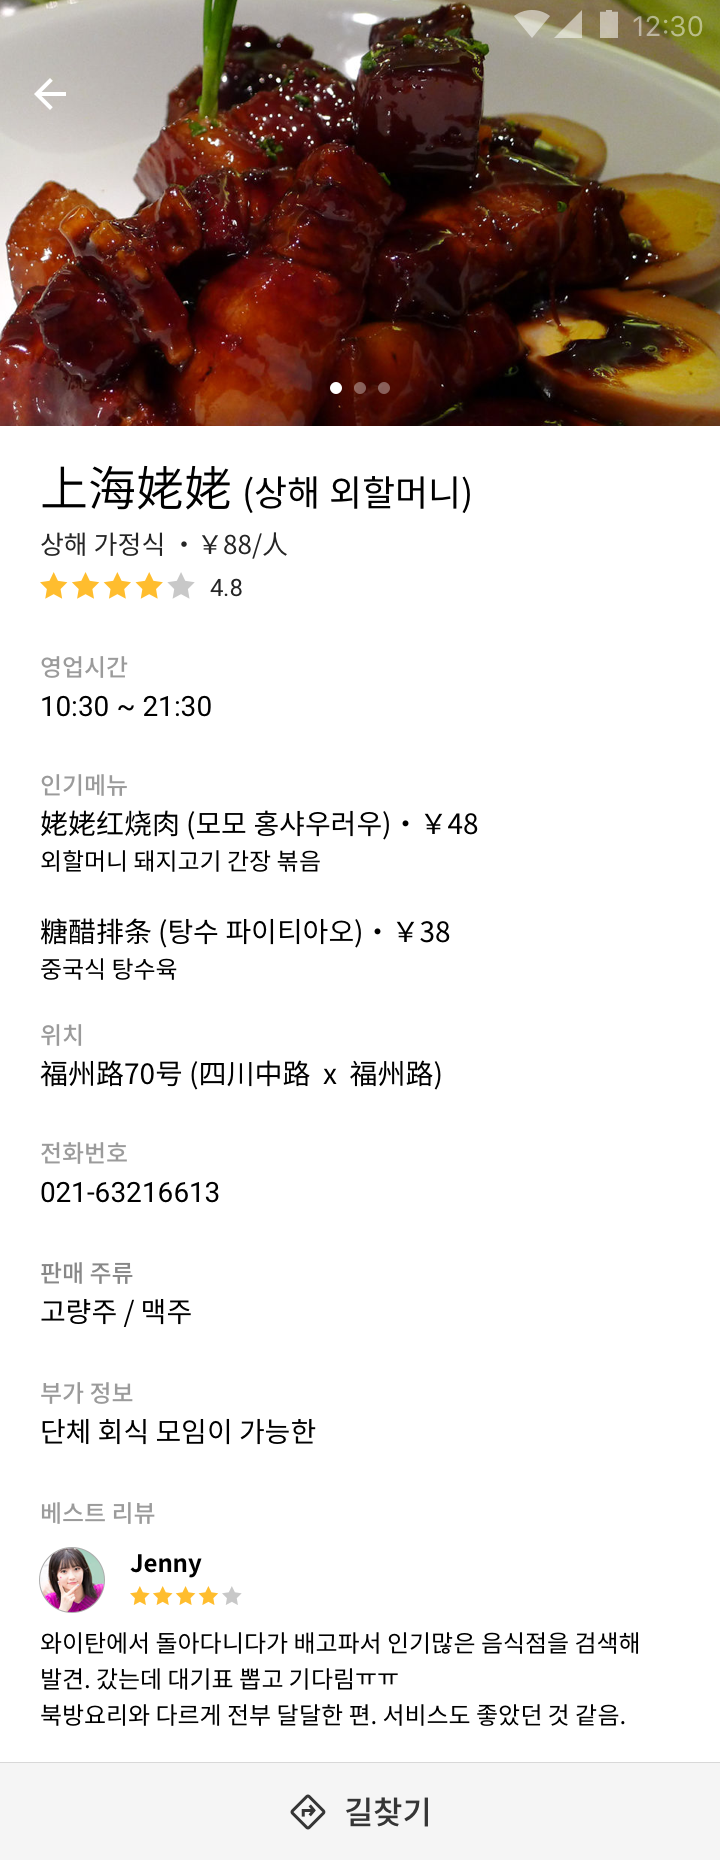 12:30
上海姥姥 (상해 외할머니)
상해 가정식 • ¥88/人
4.8
영업시간
10:30 ~ 21:30
인기메뉴
姥姥红烧肉 (모모 홍샤우러우) • ¥48
외할머니 돼지고기 간장 볶음
糖醋排条 (탕수 파이티아오) • ¥38
중국식 탕수육
위치
福州路70号 (四川中路 x 福州路)
전화번호
021-63216613
판매 주류
고량주 / 맥주
부가 정보
단체 회식 모임이 가능한
베스트 리뷰
Jenny
와이탄에서 돌아다니다가 배고파서 인기많은 음식점을 검색해
발견. 갔는데 대기표 뽑고 기다림ㅠㅠ
북방요리와 다르게 전부 달달한 편. 서비스도 좋았던 것 같음.
길찾기